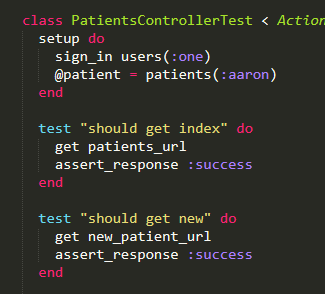 class PatientsControllerTest < Action
setup do
sign_in users(:one)
@patient = patients(:aaron)
end
test "should get index" do
get patients_url
assert_response :success
end
test "should get new" do
get new_patient_url
assert_response :success
end